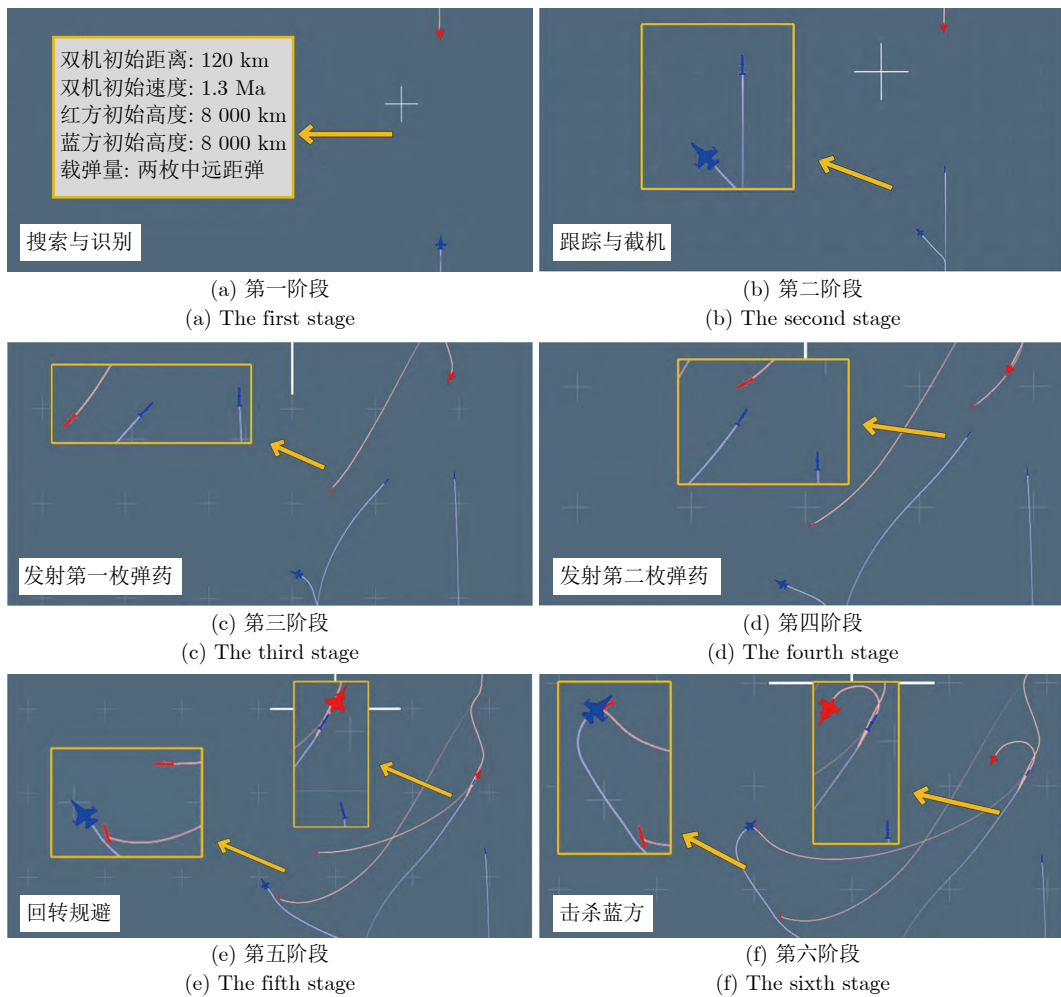 双机初始距离: 120 km
双机初始速度: 1.3 Ma
红方初始高度: 8 000 km
蓝方初始高度: 8 000 km
载弹量: 两枚中远距弹
搜索与识别
跟踪与截机
(a) 第一阶段
(a) The first stage
(b) 第二阶段
(b) The second stage
发射第一枚弹药
发射第二枚弹药
(c) 第三阶段
(c) The third stage
(d) 第四阶段
(d) The fourth stage
回转规避
击杀蓝方
(e) 第五阶段
(e) The fifth stage
(f) 第六阶段
(f) The sixth stage